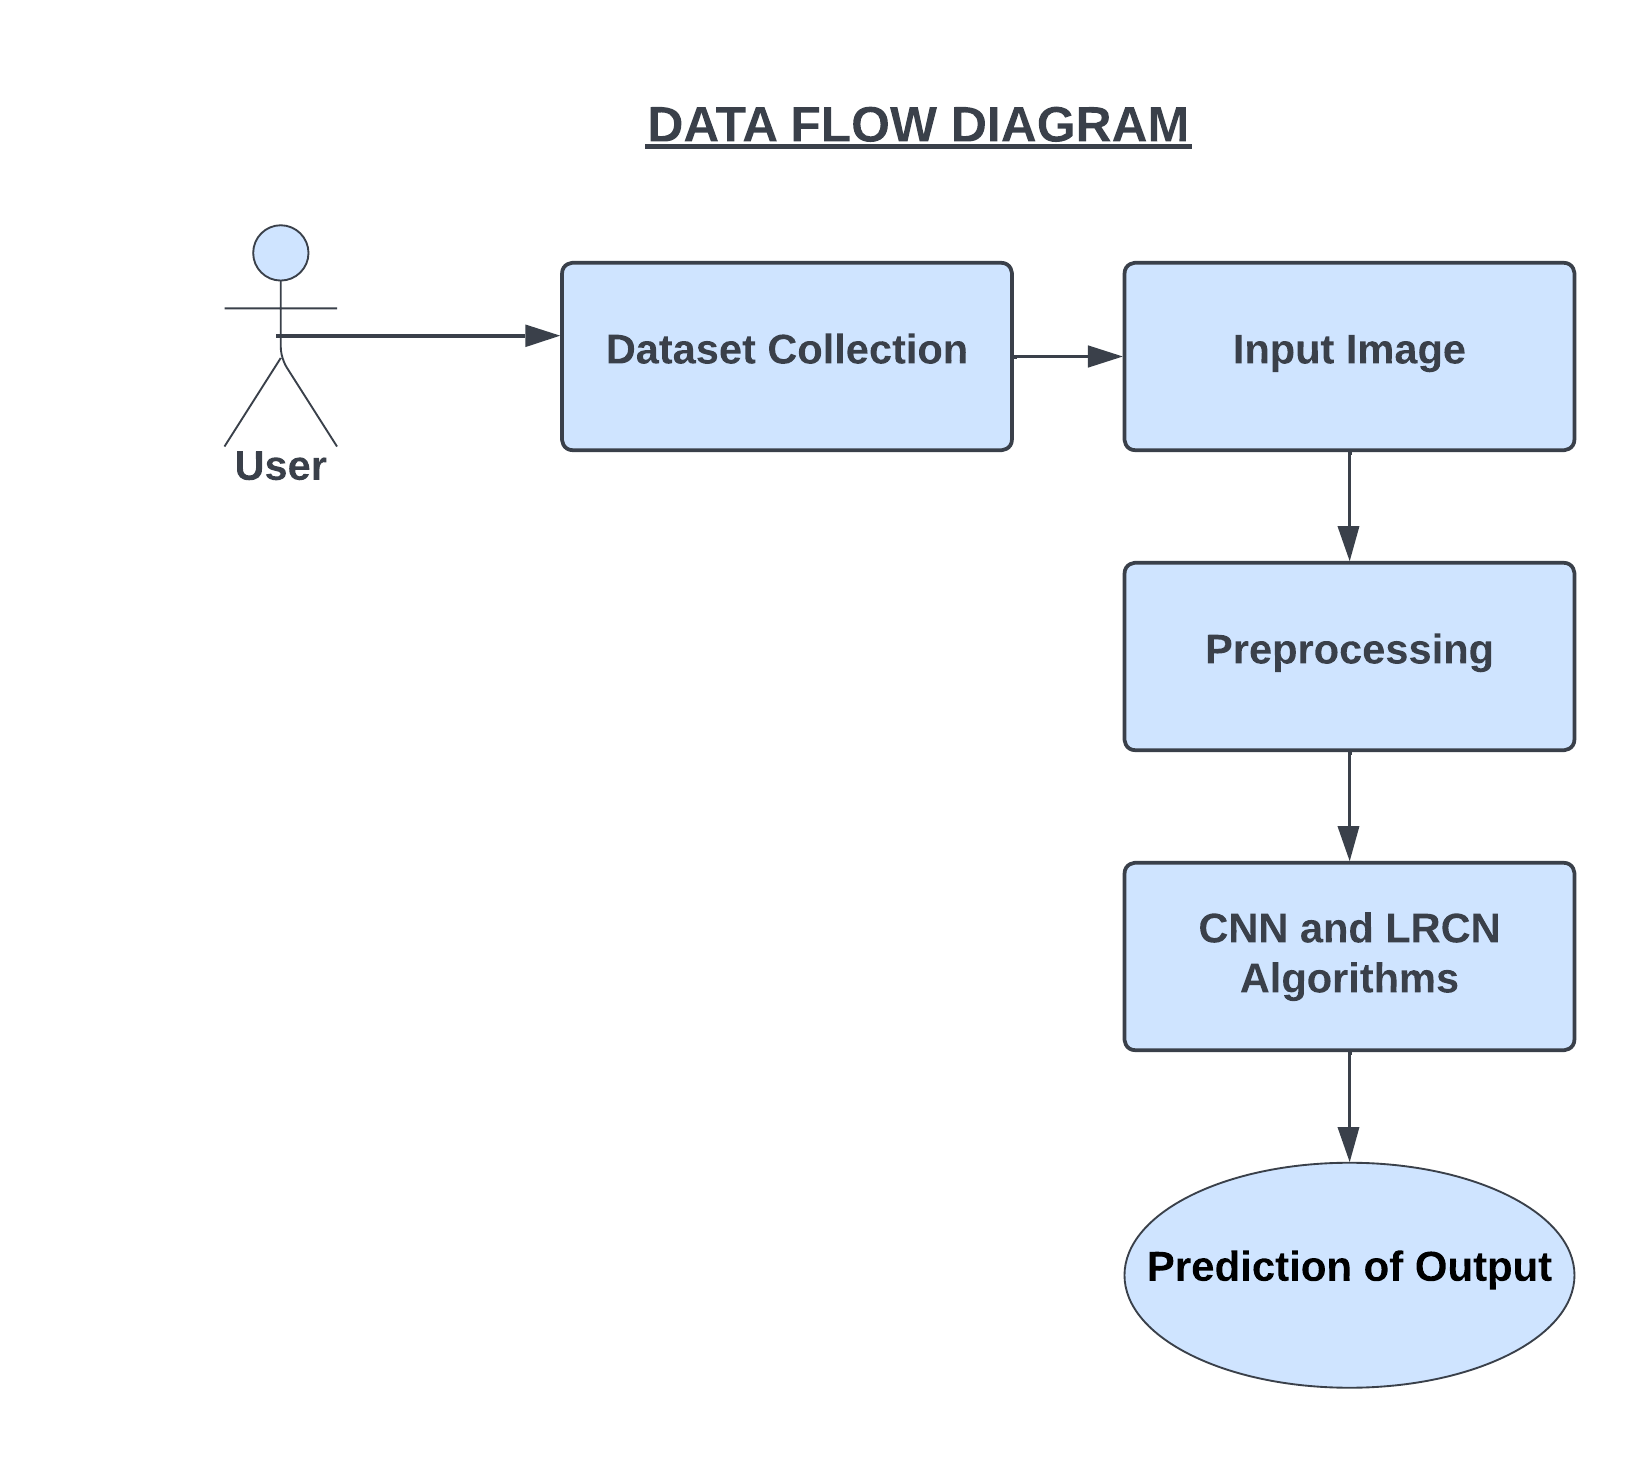 DATA FLOW DIAGRAM
Dataset Collection
Input Image
User
Preprocessing
CNN and LRCN
Algorithms
Prediction of Output